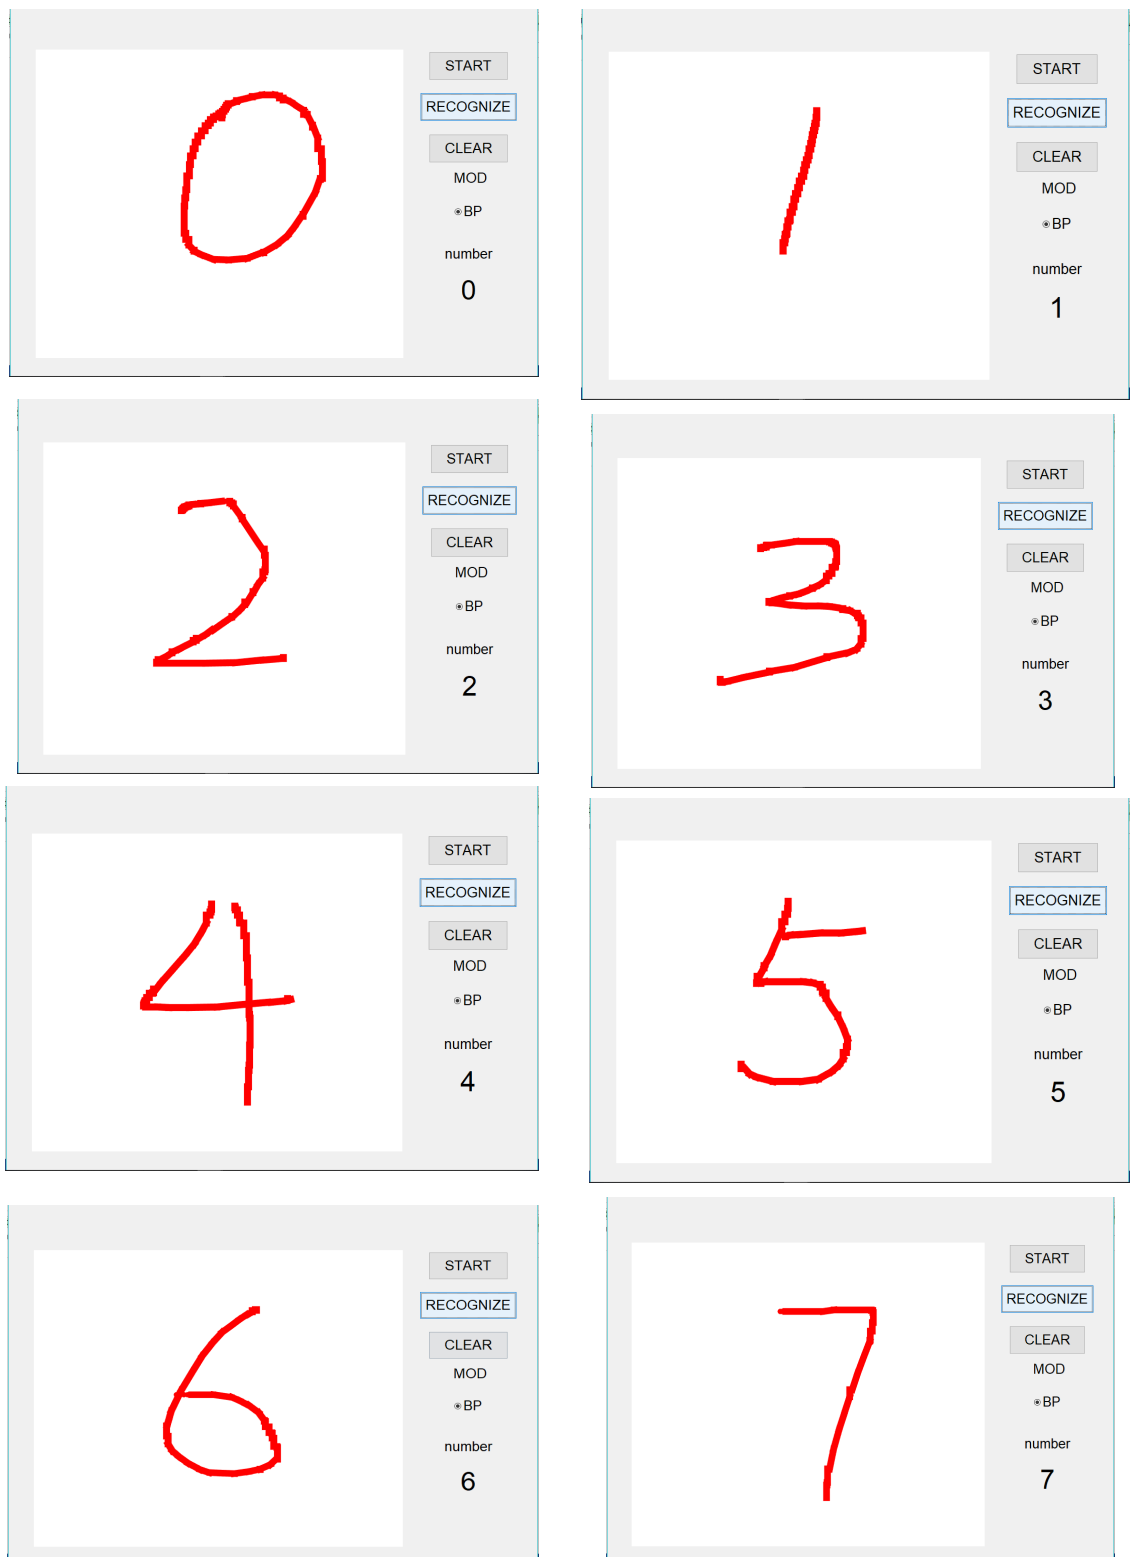 0
START
RECOGNIZE
CLEAR
MOD
BP
number
0
1
START
RECOGNIZE
CLEAR
MOD
BP
number
1
2
START
RECOGNIZE
CLEAR
MOD
BP
number
2
3
START
RECOGNIZE
CLEAR
MOD
BP
number
3
4
START
RECOGNIZE
CLEAR
MOD
BP
number
4
5
START
RECOGNIZE
CLEAR
MOD
BP
number
5
6
START
RECOGNIZE
CLEAR
MOD
BP
number
6
7
START
RECOGNIZE
CLEAR
MOD
BP
number
7